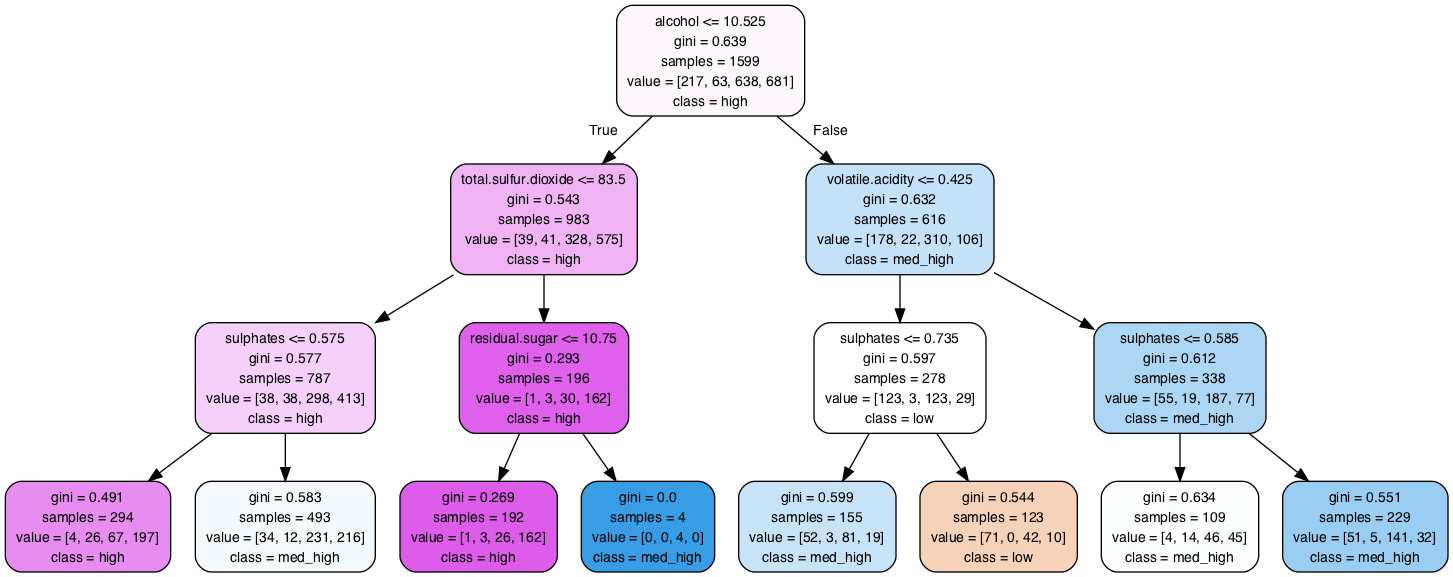 alcohol <= 10.525
gini = 0.639
samples = 1599
value = [217, 63, 638, 681]
class = high
True
False
total.sulfur.dioxide <= 83.5
gini = 0.543
samples = 983
value = [39, 41, 328, 575]
class = high
volatile.acidity <= 0.425
gini = 0.632
samples = 616
value = [178, 22, 310, 106]
class = med_high
sulphates <= 0.575
gini = 0.577
samples = 787
value = [38, 38, 298, 413]
class = high
residual.sugar <= 10.75
gini = 0.293
samples = 196
value = [1, 3, 30, 162]
class = high
sulphates <= 0.735
gini = 0.597
samples = 278
value = [123, 3, 123, 29]
class = low
sulphates <= 0.585
gini = 0.612
samples = 338
value = [55, 19, 187, 77]
class = med_high
gini = 0.491
samples = 294
value = [4, 26, 67, 197]
class = high
gini = 0.583
samples = 493
value = [34, 12, 231, 216]
class = med_high
gini = 0.269
samples = 192
value = [1, 3, 26, 162]
class = high
gini = 0.0
samples = 4
value = [0, 0, 4, 0]
class = med_high
gini = 0.599
samples = 155
value = [52, 3, 81, 19]
class = med_high
gini = 0.544
samples = 123
value = [71, 0, 42, 10]
class = low
gini = 0.634
samples = 109
value = [4, 14, 46, 45]
class = med_high
gini = 0.551
samples = 229
value = [51, 5, 141, 32]
class = med_high